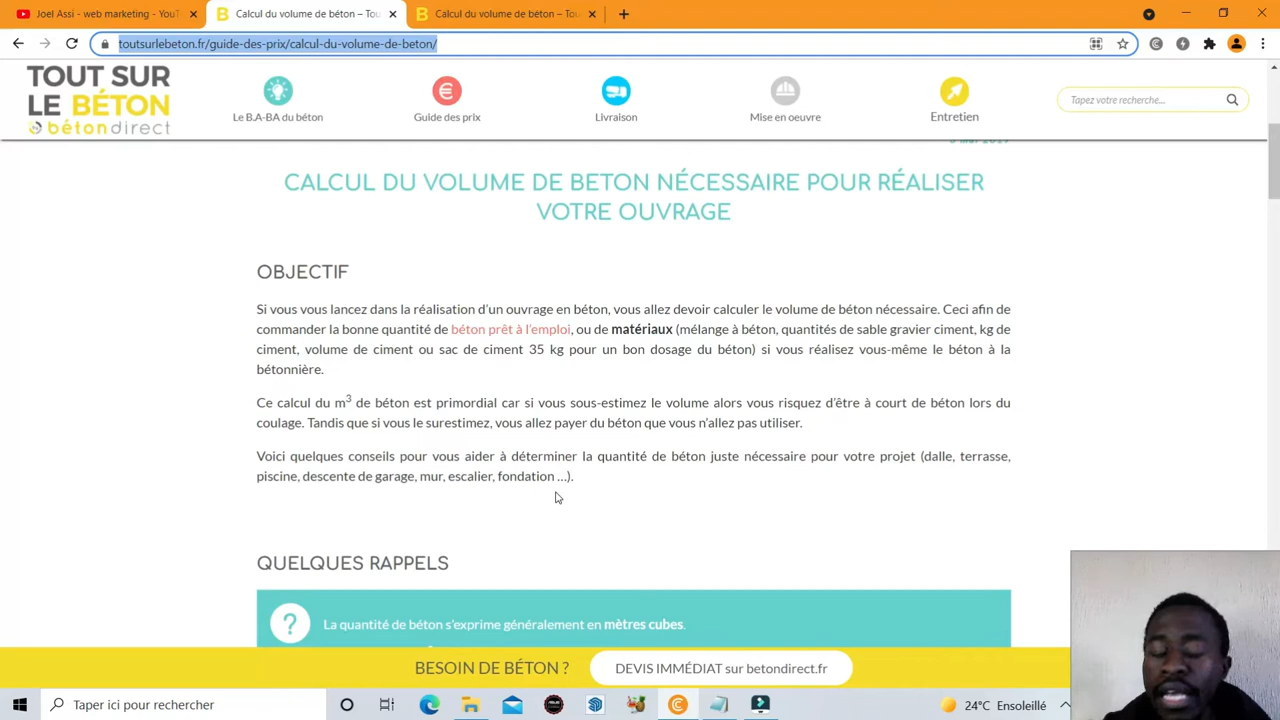 Joel Assi - web marketing - YouT
Calcul du volume de béton – Tou
Calcul du volume de béton – Tou
toutsurlebeton.fr/guide-des-prix/calcul-du-volume-de-beton/
TOUT SUR
LE BÉTON
bétondirect
Le B.A-BA du béton
Guide des prix
Livraison
Mise en oeuvre
Entretien
Tapez votre recherche...
CALCUL DU VOLUME DE BETON NÉCESSAIRE POUR RÉALISER
VOTRE OUVRAGE
OBJECTIF
Si vous vous lancez dans la réalisation d'un ouvrage en béton, vous allez devoir calculer le volume de béton nécessaire. Ceci afin de
commander la bonne quantité de béton prêt à l'emploi, ou de matériaux (mélange à béton, quantités de sable gravier ciment, kg de
ciment, volume de ciment ou sac de ciment 35 kg pour un bon dosage du béton) si vous réalisez vous-même le béton à la
bétonnière.
Ce calcul du m³ de béton est primordial car si vous sous-estimez le volume alors vous risquez d'être à court de béton lors du
coulage. Tandis que si vous le surestimez, vous allez payer du béton que vous n'allez pas utiliser.
Voici quelques conseils pour vous aider à déterminer la quantité de béton juste nécessaire pour votre projet (dalle, terrasse,
piscine, descente de garage, mur, escalier, fondation ...).
QUELQUES RAPPELS
? La quantité de béton s'exprime généralement en mètres cubes.
BESOIN DE BÉTON ? DEVIS IMMÉDIAT sur betondirect.fr
Taper ici pour rechercher
24°C Ensoleillé